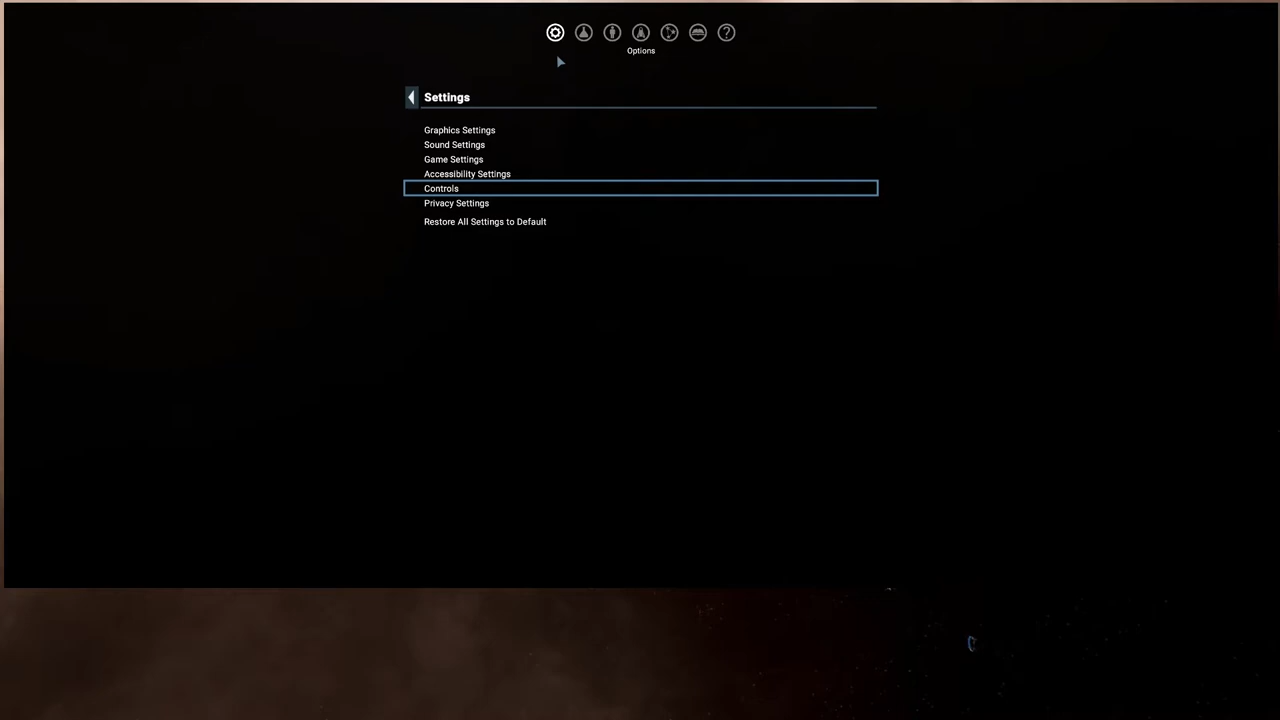 Options
Settings
Graphics Settings
Sound Settings
Game Settings
Accessibility Settings
Controls
Privacy Settings
Restore All Settings to Default